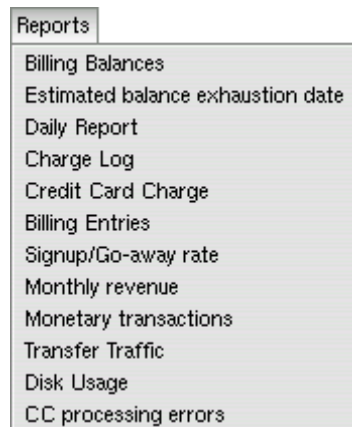 Reports
Billing Balances
Estimated balance exhaustion date
Daily Report
Charge Log
Credit Card Charge
Billing Entries
Signup/Go-away rate
Monthly revenue
Monetary transactions
Transfer Traffic
Disk Usage
CC processing errors